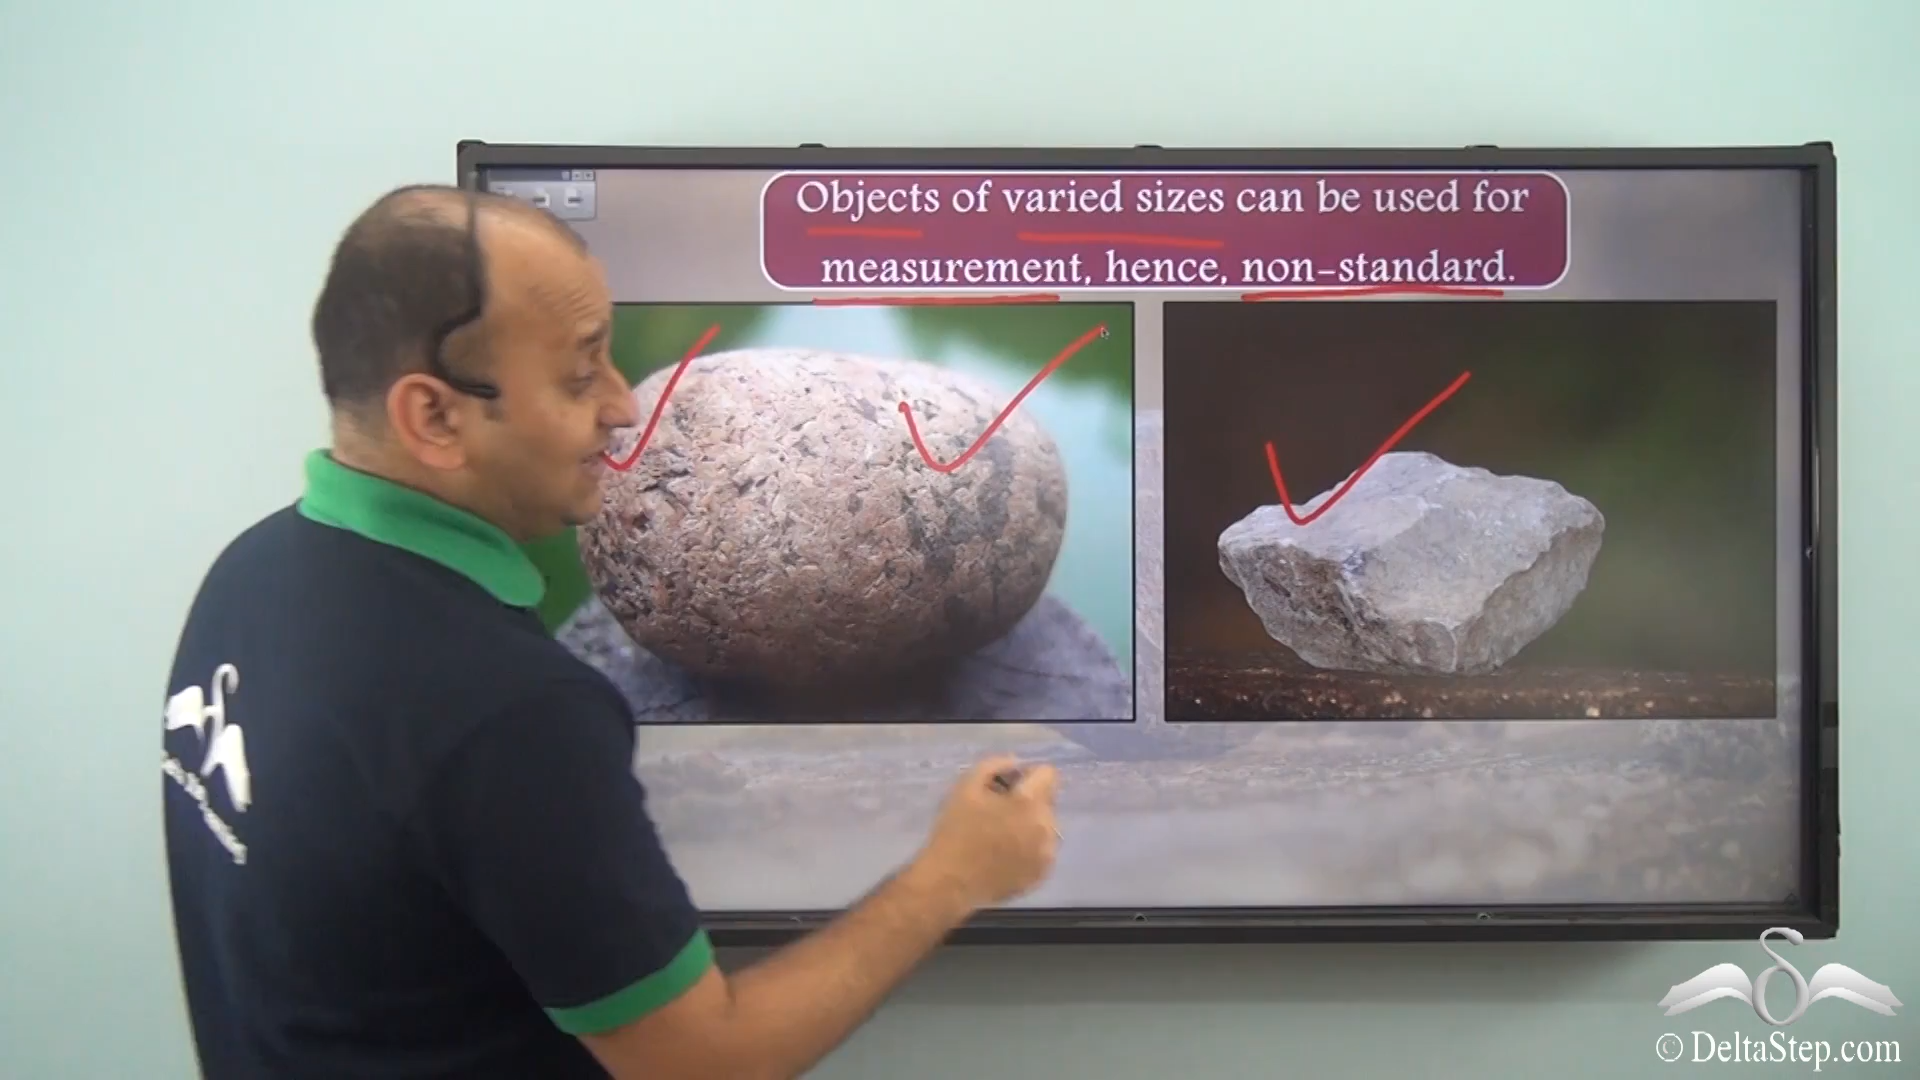 Objects of varied sizes can be used for
measurement, hence, non-standard.
© DeltaStep.com